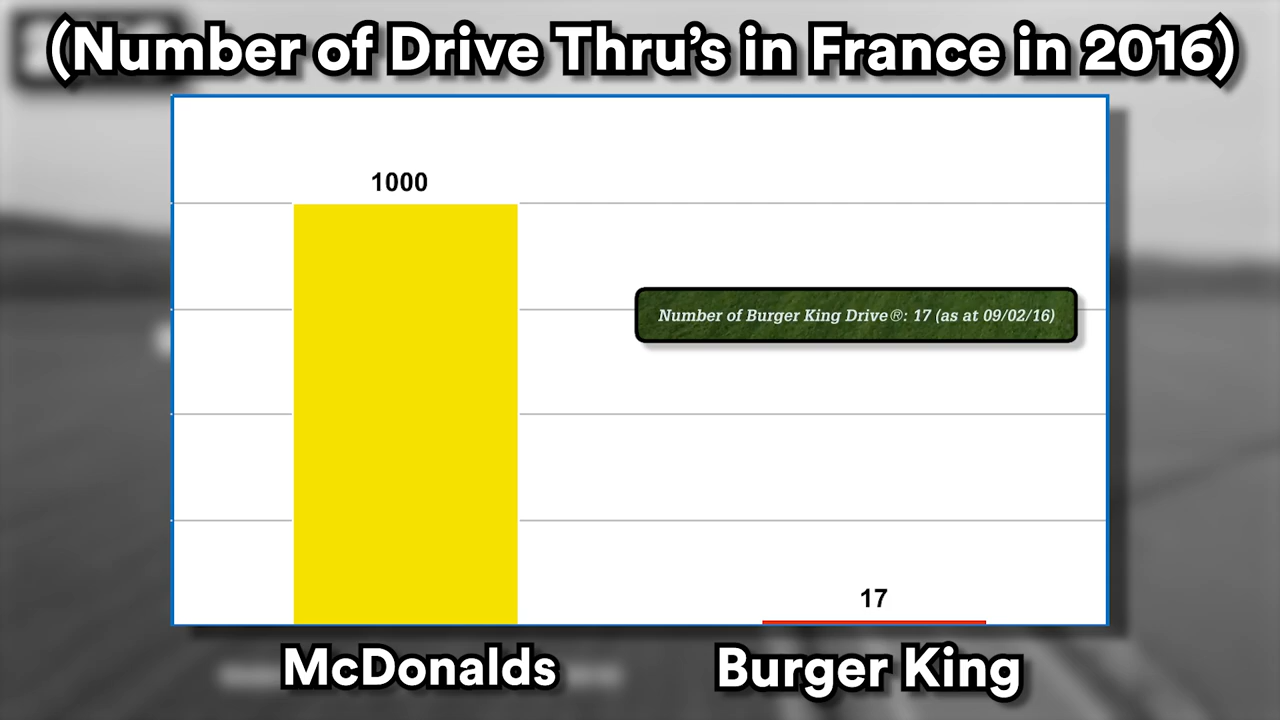 (Number of Drive Thru's in France in 2016)
1000
Number of Burger King Drive®: 17 (as at 09/02/16)
17
McDonalds
Burger King